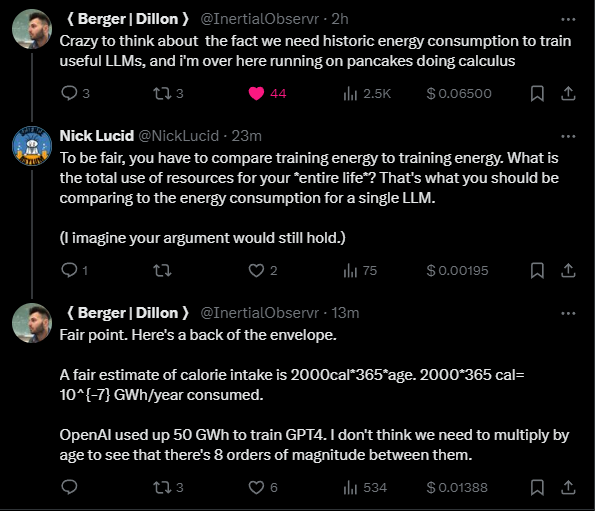 ❬ Berger | Dillon ❭ @InertialObservr · 2h
Crazy to think about the fact we need historic energy consumption to train
useful LLMs, and i'm over here running on pancakes doing calculus
3 3 44 2.5K $ 0.06500
Nick Lucid @NickLucid · 23m
To be fair, you have to compare training energy to training energy. What is
the total use of resources for your *entire life*? That's what you should be
comparing to the energy consumption for a single LLM.
(I imagine your argument would still hold.)
1 2 75 $ 0.00195
❬ Berger | Dillon ❭ @InertialObservr · 13m
Fair point. Here's a back of the envelope.
A fair estimate of calorie intake is 2000cal*365*age. 2000*365 cal=
10^{-7} GWh/year consumed.
OpenAI used up 50 GWh to train GPT4. I don't think we need to multiply by
age to see that there's 8 orders of magnitude between them.
3 6 534 $ 0.01388